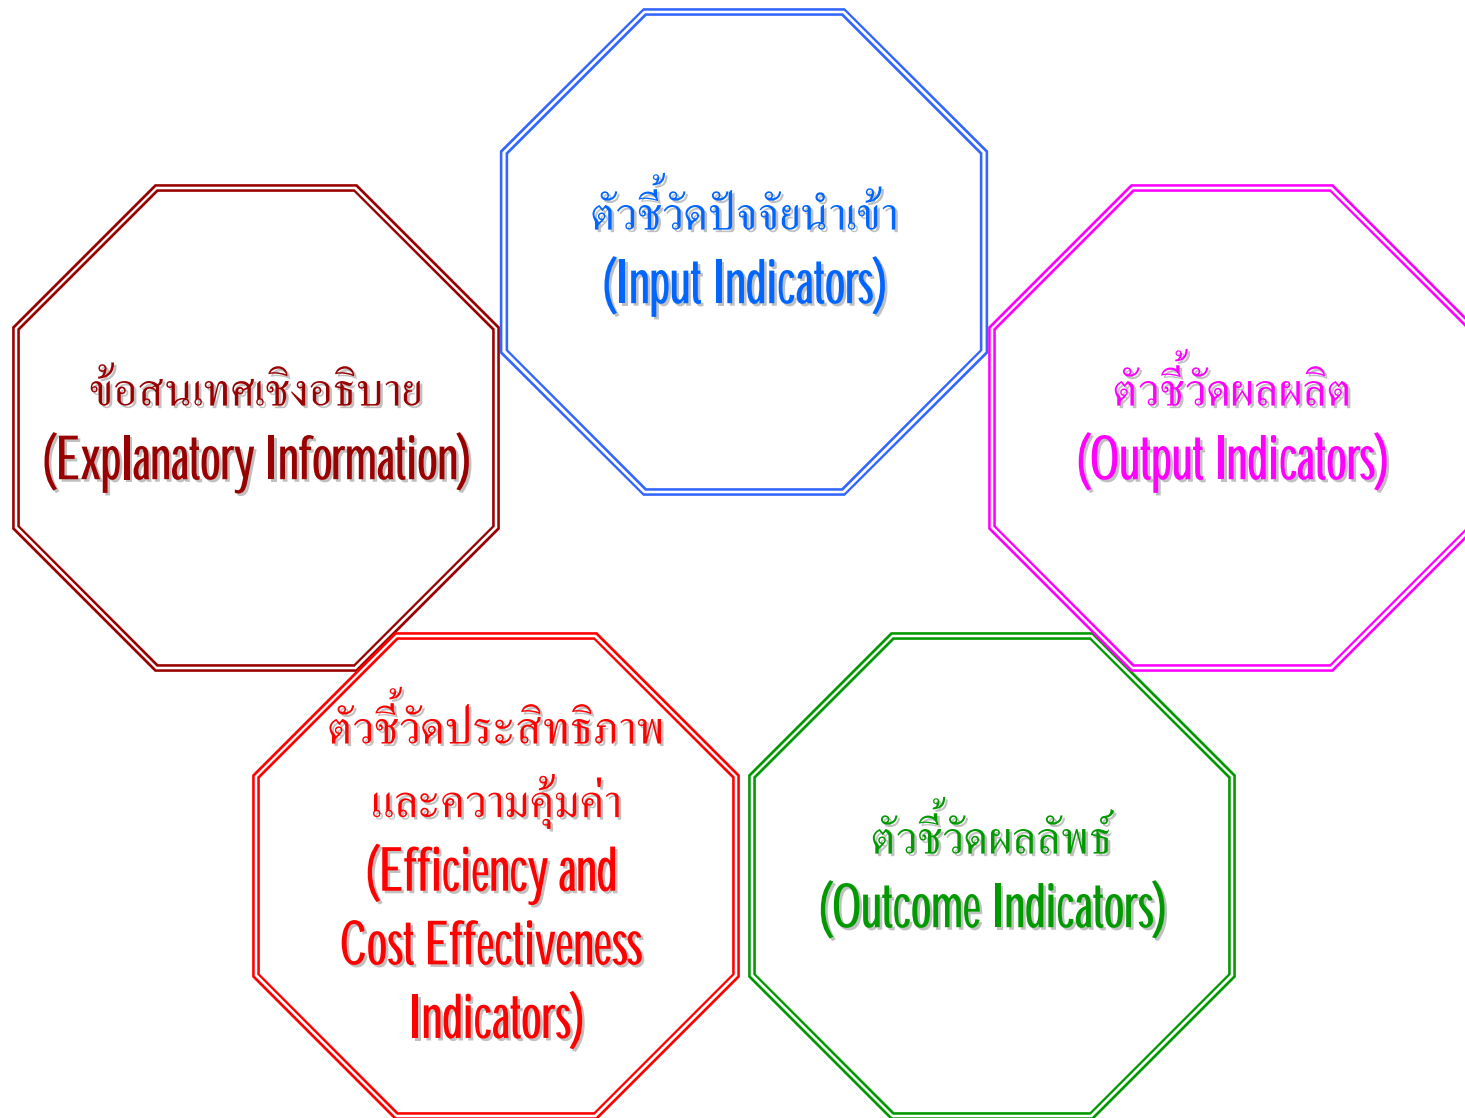 ตัวชี้วัดปัจจัยนำเข้า
(Input Indicators)
ข้อสนเทศเชิงอธิบาย
(Explanatory Information)
ตัวชี้วัดผลผลิต
(Output Indicators)
ตัวชี้วัดประสิทธิภาพ
และความคุ้มค่า
(Efficiency and
Cost Effectiveness
Indicators)
ตัวชี้วัดผลลัพธ์
(Outcome Indicators)